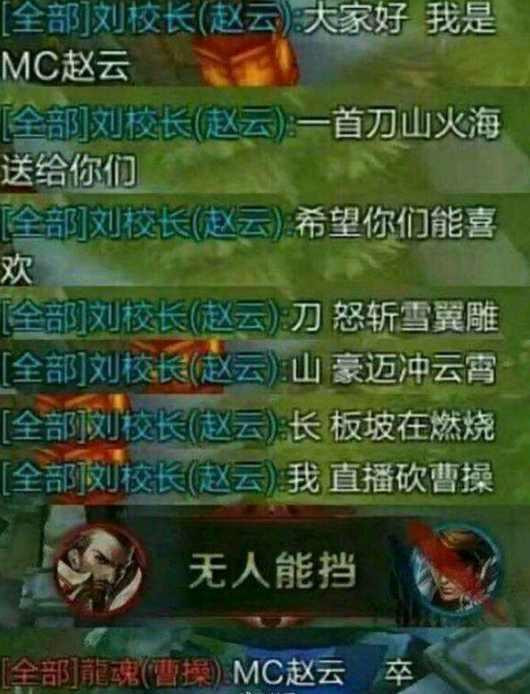 [全部]刘校长(赵云):大家好 我是
MC赵云
[全部]刘校长(赵云):一首刀山火海
送给你们
[全部]刘校长(赵云):希望你们能喜
欢
[全部]刘校长(赵云):刀 怒斩雪翼雕
[全部]刘校长(赵云):山 豪迈冲云霄
[全部]刘校长(赵云):长 板坡在燃烧
[全部]刘校长(赵云):我 直播砍曹操
无人能挡
[全部]龍魂(曹操):MC赵云 卒